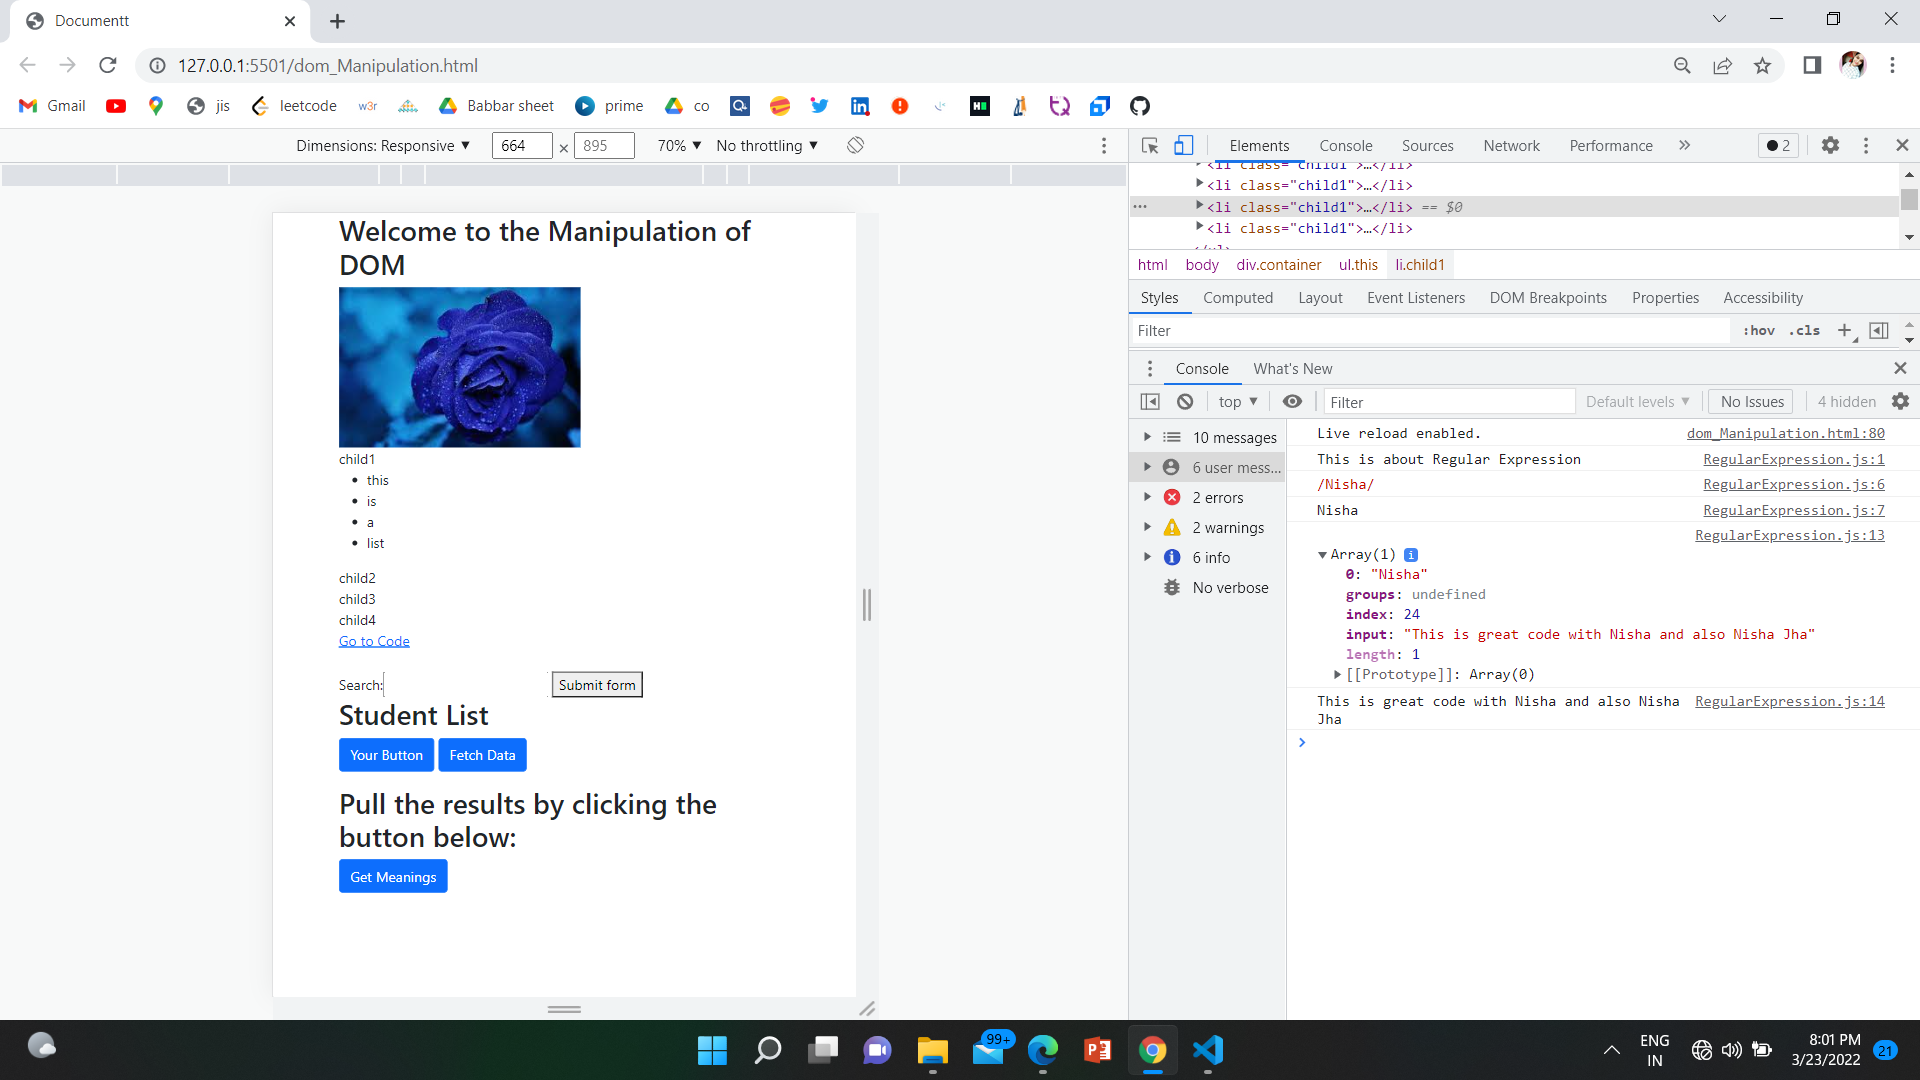 Documentt
127.0.0.1:5501/dom_Manipulation.html
Gmail
jis
leetcode
w3r
Babbar sheet
prime
co
Dimensions: Responsive ▼ 664 × 895 70% ▼ No throttling ▼
Elements Console Sources Network Performance » 2
<li class="child1">…</li>
<li class="child1">…</li>
<li class="child1">…</li> == $0
<li class="child1">…</li>
html body div.container ul.this li.child1
Styles Computed Layout Event Listeners DOM Breakpoints Properties Accessibility
Filter :hov .cls
Console What's New
top ▼ Filter Default levels ▼ No Issues 4 hidden
10 messages
6 user mess...
2 errors
2 warnings
6 info
No verbose
Live reload enabled. dom_Manipulation.html:80
This is about Regular Expression RegularExpression.js:1
/Nisha/ RegularExpression.js:6
Nisha RegularExpression.js:7
RegularExpression.js:13
Array(1) i
0: "Nisha"
groups: undefined
index: 24
input: "This is great code with Nisha and also Nisha Jha"
length: 1
[[Prototype]]: Array(0)
This is great code with Nisha and also Nisha RegularExpression.js:14
Jha
Welcome to the Manipulation of
DOM
child1
• this
• is
• a
• list
child2
child3
child4
Go to Code
Search: Submit form
Student List
Your Button Fetch Data
Pull the results by clicking the
button below:
Get Meanings
99+
ENG
IN
8:01 PM
3/23/2022
21